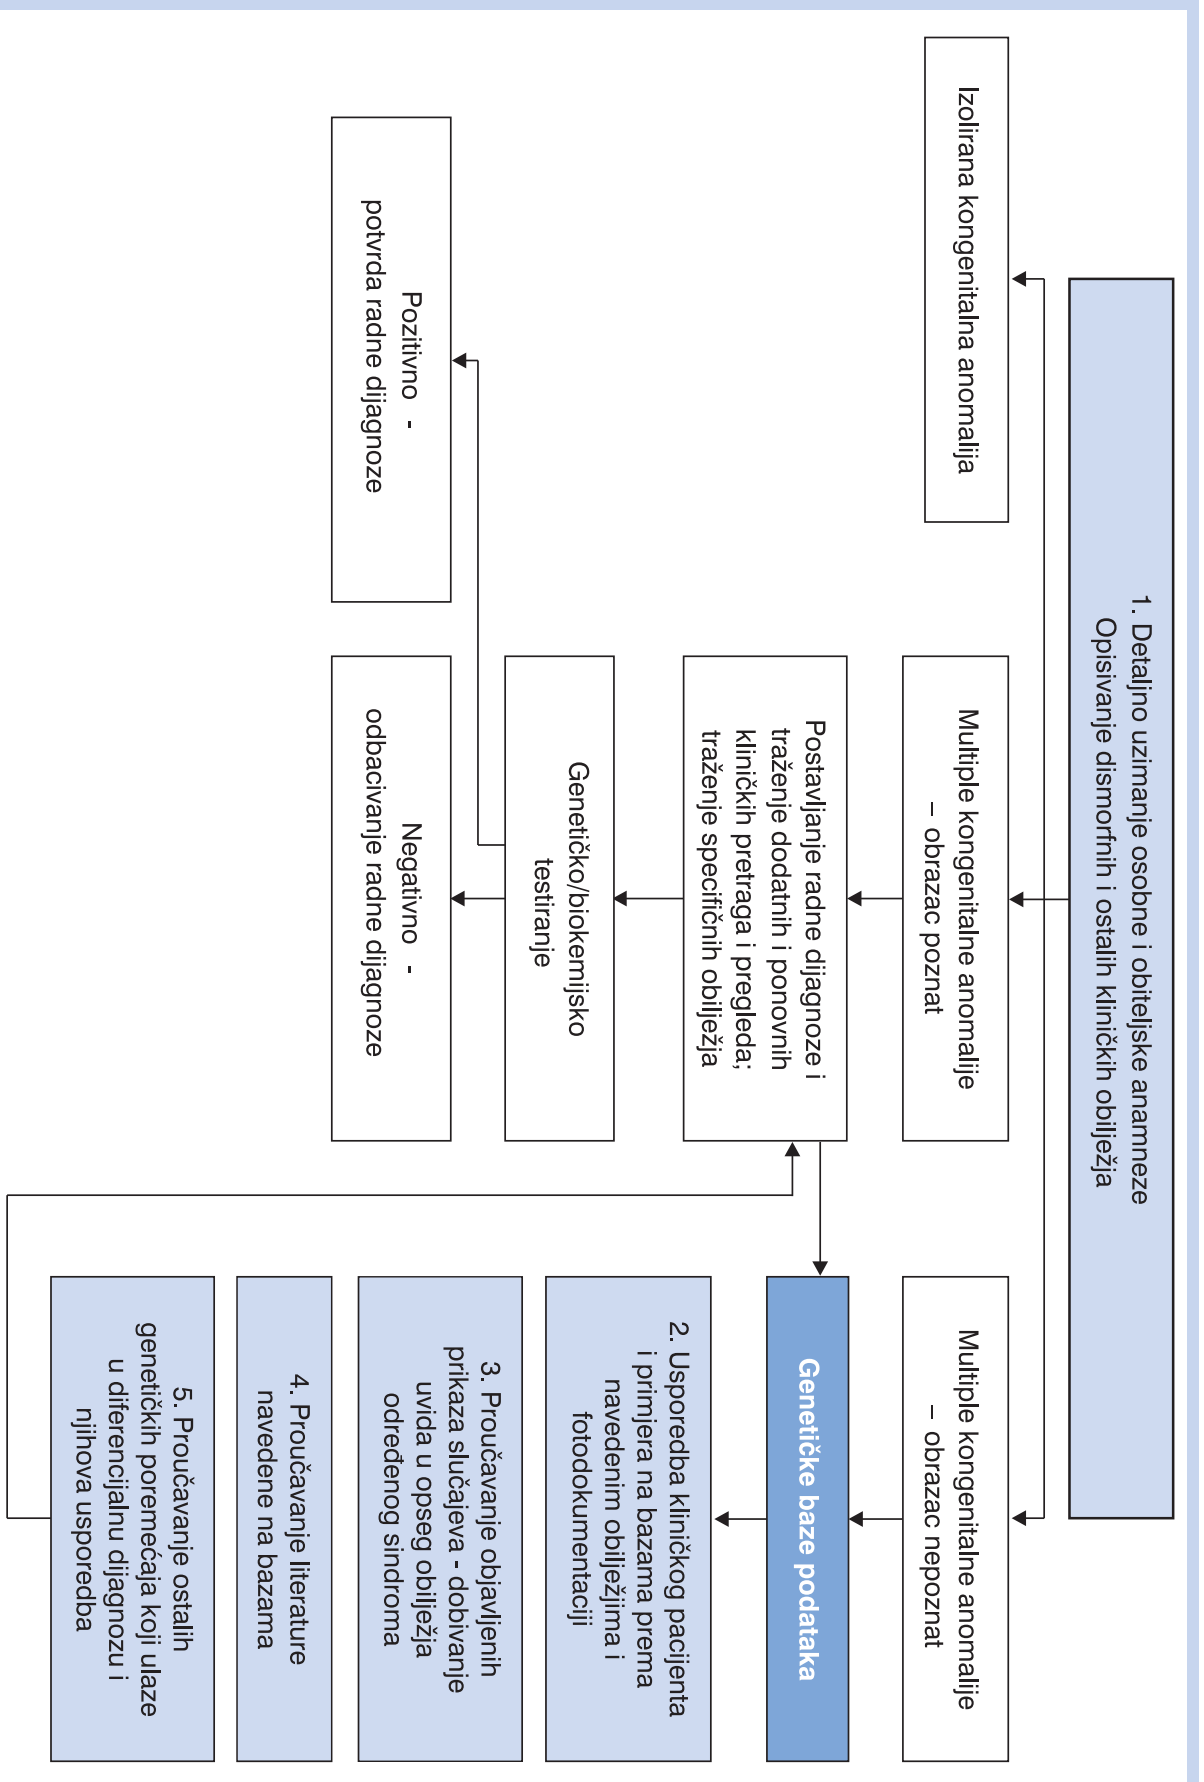 1. Detaljno uzimanje osobne i obiteljske anamneze
Opisivanje dismorfnih i ostalih kliničkih obilježja
Izolirana kongenitalna anomalija
Multiple kongenitalne anomalije
– obrazac poznat
Multiple kongenitalne anomalije
– obrazac nepoznat
Postavljanje radne dijagnoze i
traženje dodatnih i ponovnih
kliničkih pretraga i pregleda;
traženje specifičnih obilježja
Genetičke baze podataka
Genetičko/biokemijsko
testiranje
2. Usporedba kliničkog pacijenta
i primjera na bazama prema
navedenim obilježjima i
fotodokumentaciji
Pozitivno -
potvrda radne dijagnoze
Negativno -
odbacivanje radne dijagnoze
3. Proučavanje objavljenih
prikaza slučajeva - dobivanje
uvida u opseg obilježja
određenog sindroma
4. Proučavanje literature
navedene na bazama
5. Proučavanje ostalih
genetičkih poremećaja koji ulaze
u diferencijalnu dijagnozu i
njihova usporedba